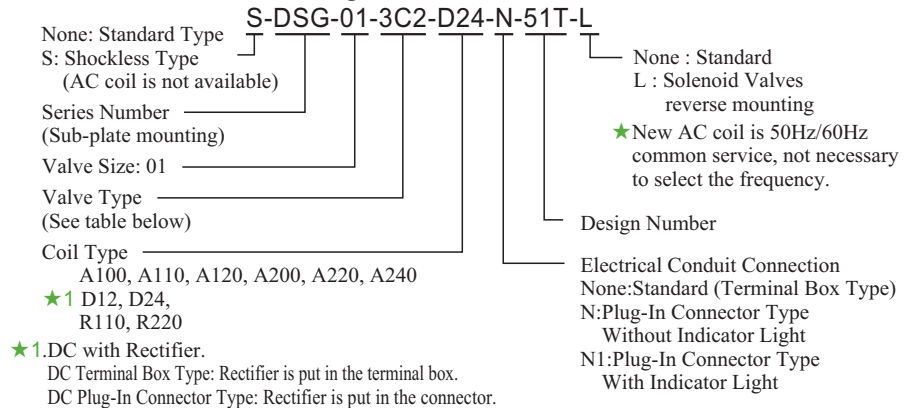 S-DSG-01-3C2-D24-N-51T-L
None: Standard Type
S: Shockless Type
(AC coil is not available)
Series Number
(Sub-plate mounting)
Valve Size: 01
Valve Type
(See table below)
Coil Type
A100, A110, A120, A200, A220, A240
★1 D12, D24,
R110, R220
★1.DC with Rectifier.
DC Terminal Box Type: Rectifier is put in the terminal box.
DC Plug-In Connector Type: Rectifier is put in the connector.
None : Standard
L : Solenoid Valves
reverse mounting
★New AC coil is 50Hz/60Hz
common service, not necessary
to select the frequency.
Design Number
Electrical Conduit Connection
None:Standard (Terminal Box Type)
N:Plug-In Connector Type
Without Indicator Light
N1:Plug-In Connector Type
With Indicator Light